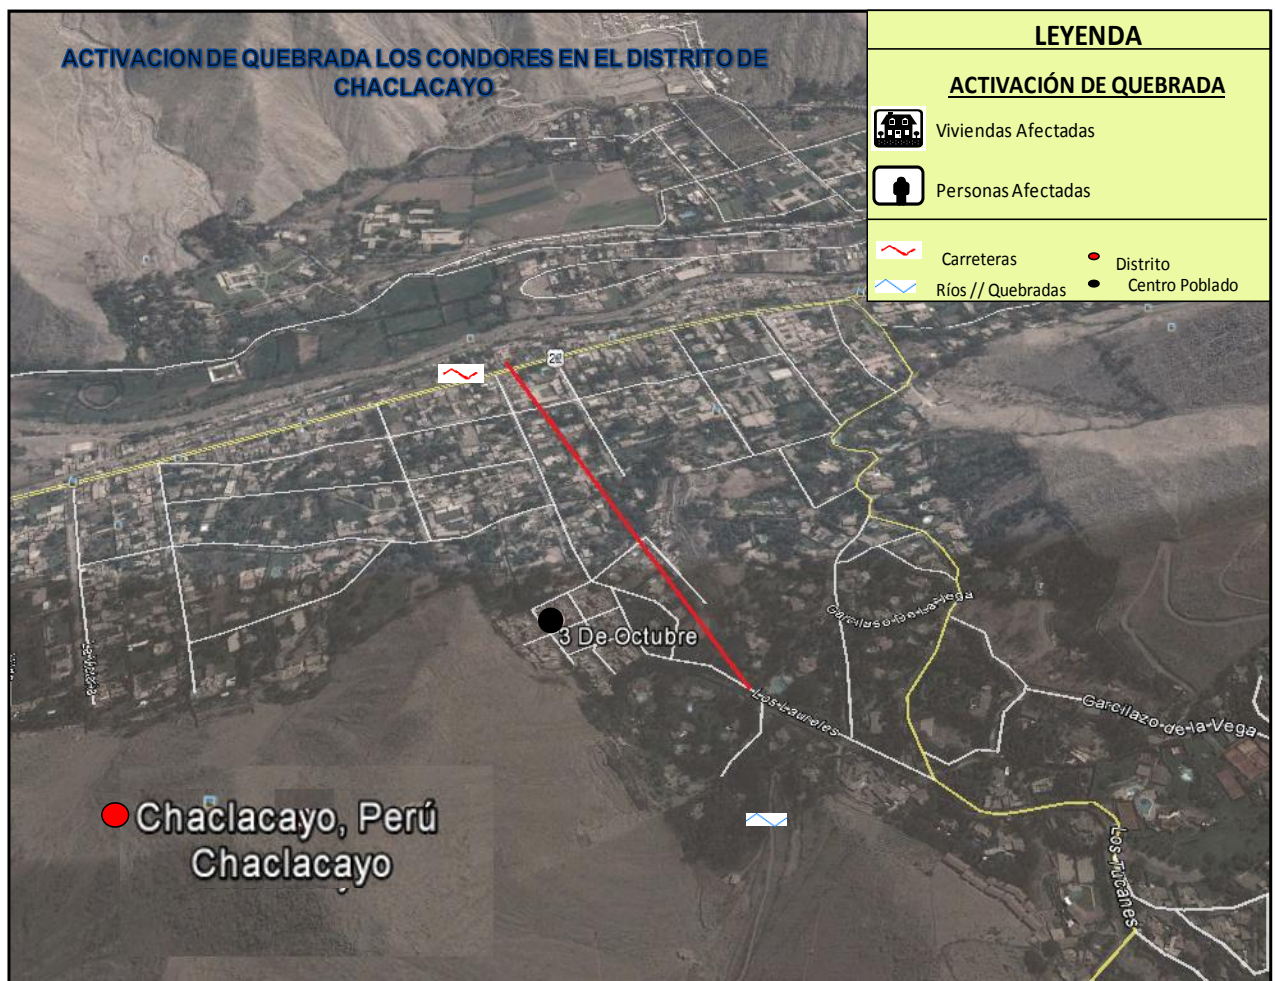 ACTIVACION DE QUEBRADA LOS CONDORES EN EL DISTRITO DE
CHACLACAYO
LEYENDA
ACTIVACIÓN DE QUEBRADA
Viviendas Afectadas
Personas Afectadas
Carreteras
Distrito
Ríos // Quebradas
Centro Poblado
3 De Octubre
Garcilaso De La Vega
Los Laureles
Garcilazo de la Vega
Chaclacayo, Perú
Chaclacayo
Los Tucanes